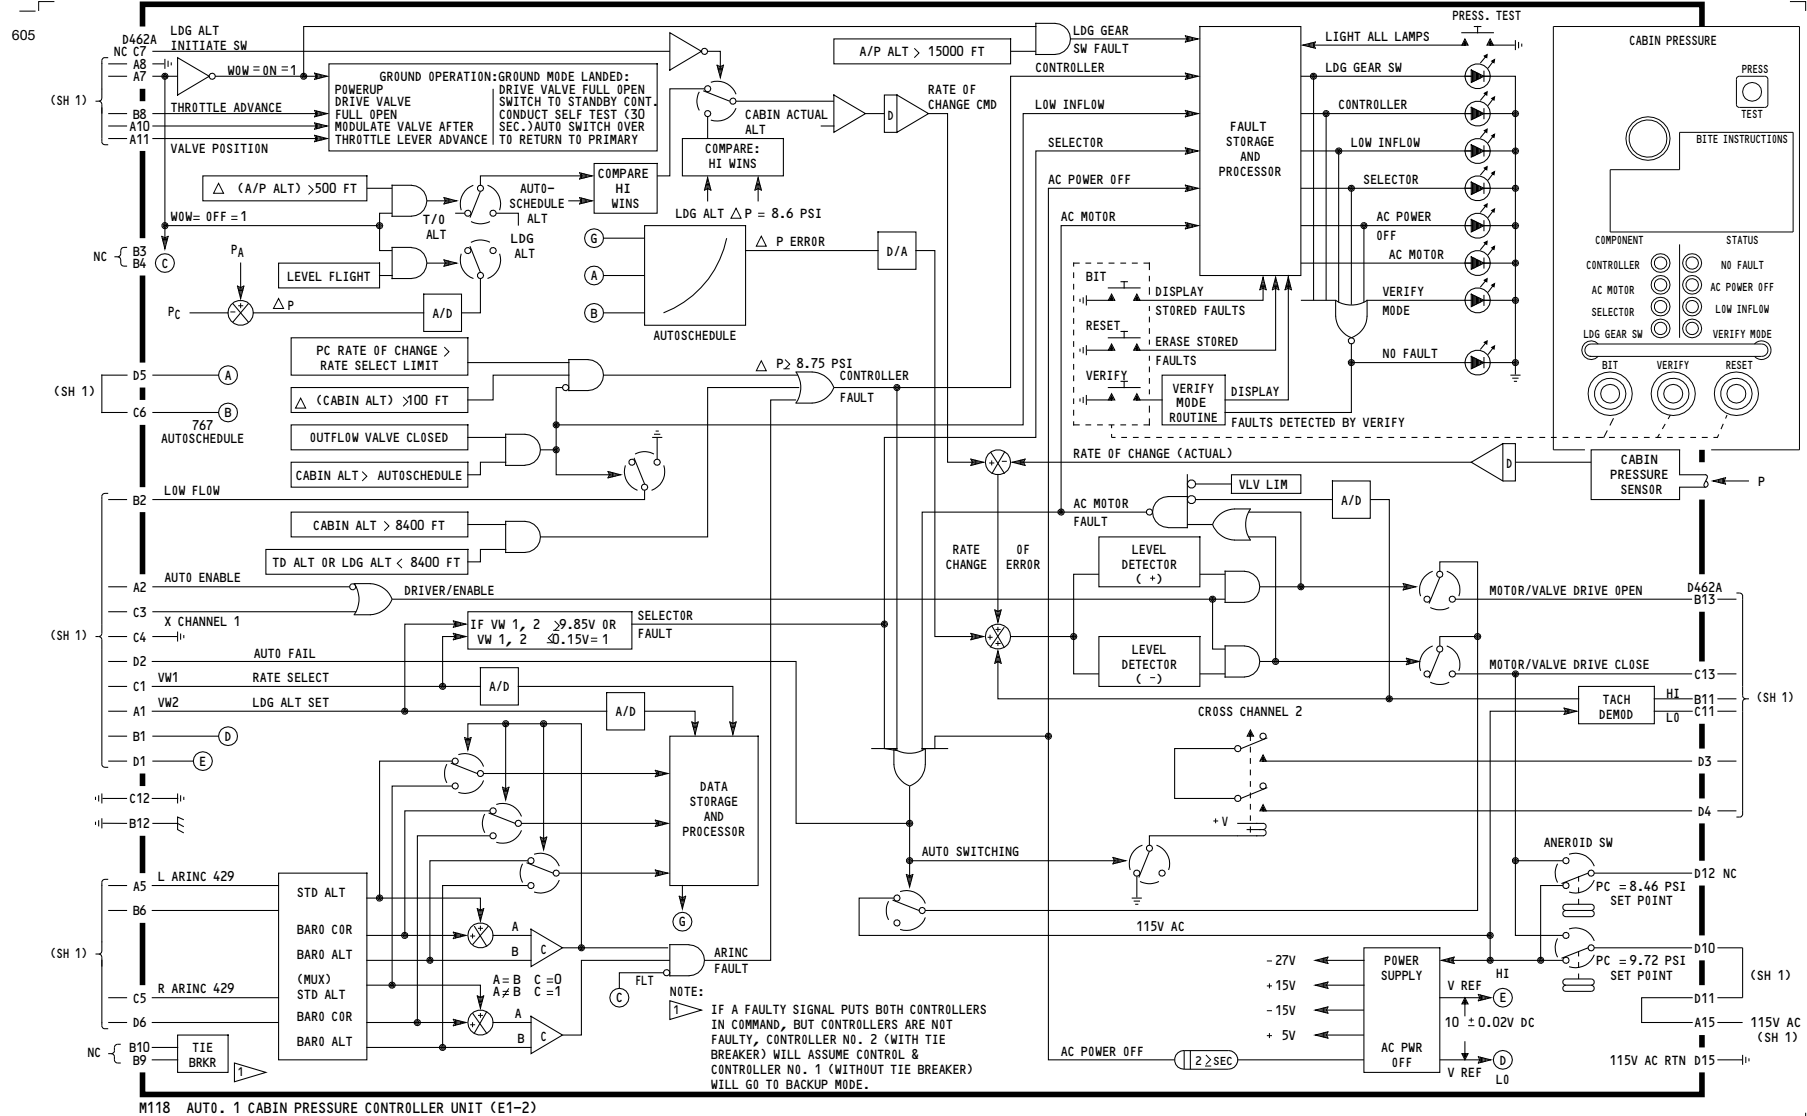 605
D462A
NC C7
LDG ALT
INITIATE SW
A8
A7
WOW = ON = 1
(SH 1)
B8
THROTTLE ADVANCE
A10
A11
VALVE POSITION
GROUND OPERATION:
POWERUP
DRIVE VALVE
FULL OPEN
MODULATE VALVE AFTER
THROTTLE LEVER ADVANCE
GROUND MODE LANDED:
DRIVE VALVE FULL OPEN
SWITCH TO STANDBY CONT.
CONDUCT SELF TEST (30
SEC.)AUTO SWITCH OVER
TO RETURN TO PRIMARY
A/P ALT > 15000 FT
LDG GEAR
SW FAULT
CONTROLLER
RATE OF
CHANGE CMD
D
CABIN ACTUAL
ALT
LOW INFLOW
SELECTOR
AC POWER OFF
AC MOTOR
COMPARE:
HI WINS
COMPARE
HI
WINS
LDG ALT △ P = 8.6 PSI
△ (A/P ALT) >500 FT
T/O
ALT
LDG
ALT
AUTO-
SCHEDULE
ALT
WOW= OFF = 1
NC
B3
B4
C
LEVEL FLIGHT
PA
PC
△ P
A/D
G
A
B
△ P ERROR
D/A
AUTOSCHEDULE
FAULT
STORAGE
AND
PROCESSOR
PRESS. TEST
LIGHT ALL LAMPS
LDG GEAR SW
CONTROLLER
LOW INFLOW
SELECTOR
AC POWER
OFF
AC MOTOR
VERIFY
MODE
NO FAULT
BIT
DISPLAY
STORED FAULTS
RESET
ERASE STORED
FAULTS
VERIFY
VERIFY
MODE
ROUTINE
DISPLAY
FAULTS DETECTED BY VERIFY
CABIN PRESSURE
PRESS
TEST
BITE INSTRUCTIONS
COMPONENT
STATUS
CONTROLLER
NO FAULT
AC MOTOR
AC POWER OFF
SELECTOR
LOW INFLOW
LDG GEAR SW
VERIFY MODE
BIT
VERIFY
RESET
PC RATE OF CHANGE >
RATE SELECT LIMIT
△ (CABIN ALT) >100 FT
△ P≥ 8.75 PSI
CONTROLLER
FAULT
(SH 1)
D5
A
C6
B
767
AUTOSCHEDULE
OUTFLOW VALVE CLOSED
CABIN ALT > AUTOSCHEDULE
B2
LOW FLOW
CABIN ALT > 8400 FT
TD ALT OR LDG ALT < 8400 FT
RATE OF CHANGE (ACTUAL)
D
CABIN
PRESSURE
SENSOR
P
VLV LIM
A/D
AC MOTOR
FAULT
RATE OF
CHANGE ERROR
LEVEL
DETECTOR
( +)
LEVEL
DETECTOR
( -)
MOTOR/VALVE DRIVE OPEN
D462A
B13
MOTOR/VALVE DRIVE CLOSE
C13
TACH
DEMOD
HI
B11
C11
LO
(SH 1)
A2
AUTO ENABLE
DRIVER/ENABLE
C3
X CHANNEL 1
(SH 1)
C4
IF VW 1, 2 ≥9.85V OR
VW 1, 2 ≤0.15V= 1
SELECTOR
FAULT
D2
AUTO FAIL
C1
VW1
RATE SELECT
A/D
A1
VW2
LDG ALT SET
A/D
B1
D
D1
E
C12
B12
DATA
STORAGE
AND
PROCESSOR
G
CROSS CHANNEL 2
D3
D4
+ V
AUTO SWITCHING
ANEROID SW
D12 NC
PC = 8.46 PSI
SET POINT
115V AC
D10
PC = 9.72 PSI
SET POINT
(SH 1)
D11
A15
115V AC
(SH 1)
115V AC RTN D15
A5
L ARINC 429
B6
(SH 1)
C5
R ARINC 429
D6
STD ALT
BARO COR
BARO ALT
(MUX)
STD ALT
BARO COR
BARO ALT
A
B
C
A= B C =0
A≠ B C =1
A
B
C
FLT
C
ARINC
FAULT
NC
B10
B9
TIE
BRKR
1
NOTE:
1
IF A FAULTY SIGNAL PUTS BOTH CONTROLLERS
IN COMMAND, BUT CONTROLLERS ARE NOT
FAULTY, CONTROLLER NO. 2 (WITH TIE
BREAKER) WILL ASSUME CONTROL &
CONTROLLER NO. 1 (WITHOUT TIE BREAKER)
WILL GO TO BACKUP MODE.
- 27V
+ 15V
- 15V
+ 5V
POWER
SUPPLY
AC PWR
OFF
HI
V REF
E
10 ± 0.02V DC
V REF
D
LO
AC POWER OFF
2 ≥SEC
M118 AUTO. 1 CABIN PRESSURE CONTROLLER UNIT (E1-2)